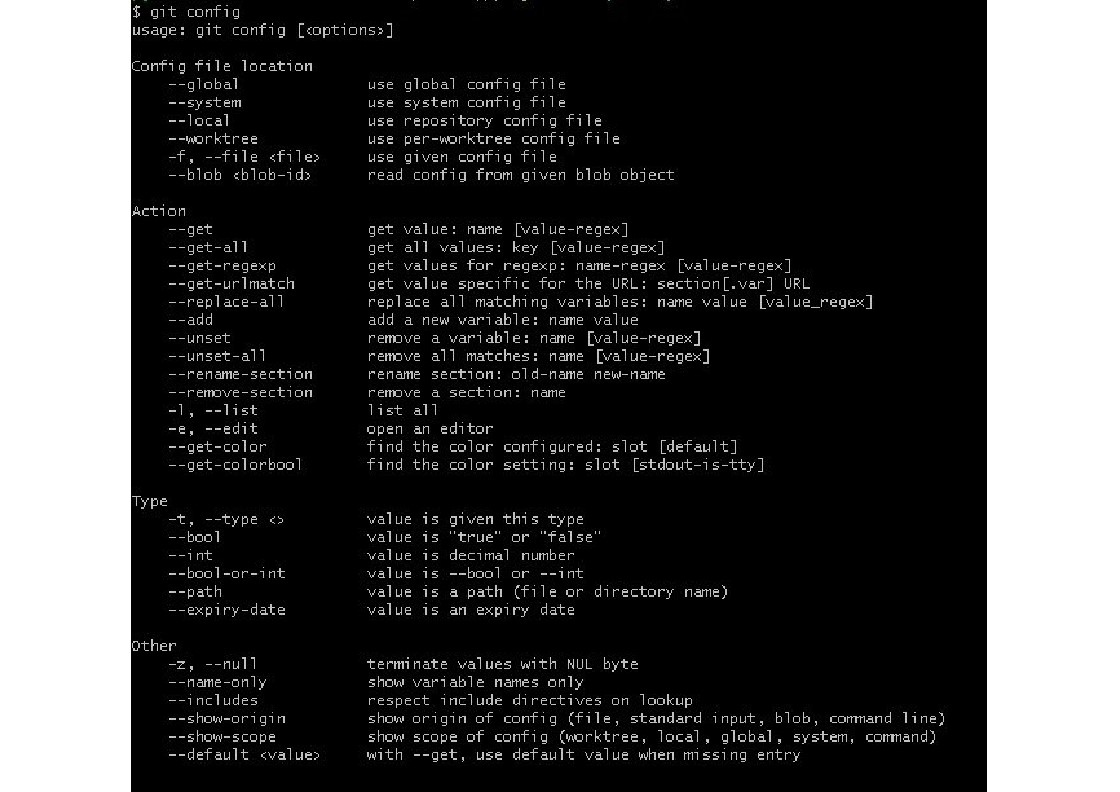 $ git config
usage: git config [<options>]

Config file location
    --global              use global config file
    --system              use system config file
    --local               use repository config file
    --worktree            use per-worktree config file
    -f, --file <file>     use given config file
    --blob <blob-id>      read config from given blob object

Action
    --get                 get value: name [value-regex]
    --get-all             get all values: key [value-regex]
    --get-regexp          get values for regexp: name-regex [value-regex]
    --get-urlmatch        get value specific for the URL: section[.var] URL
    --replace-all         replace all matching variables: name value [value_regex]
    --add                 add a new variable: name value
    --unset               remove a variable: name [value-regex]
    --unset-all           remove all matches: name [value-regex]
    --rename-section      rename section: old-name new-name
    --remove-section      remove a section: name
    -l, --list            list all
    -e, --edit            open an editor
    --get-color           find the color configured: slot [default]
    --get-colorbool       find the color setting: slot [stdout-is-tty]

Type
    -t, --type <>         value is given this type
    --bool                value is "true" or "false"
    --int                 value is decimal number
    --bool-or-int         value is --bool or --int
    --path                value is a path (file or directory name)
    --expiry-date         value is an expiry date

Other
    -z, --null            terminate values with NUL byte
    --name-only           show variable names only
    --includes            respect include directives on lookup
    --show-origin         show origin of config (file, standard input, blob, command line)
    --show-scope          show scope of config (worktree, local, global, system, command)
    --default <value>     with --get, use default value when missing entry